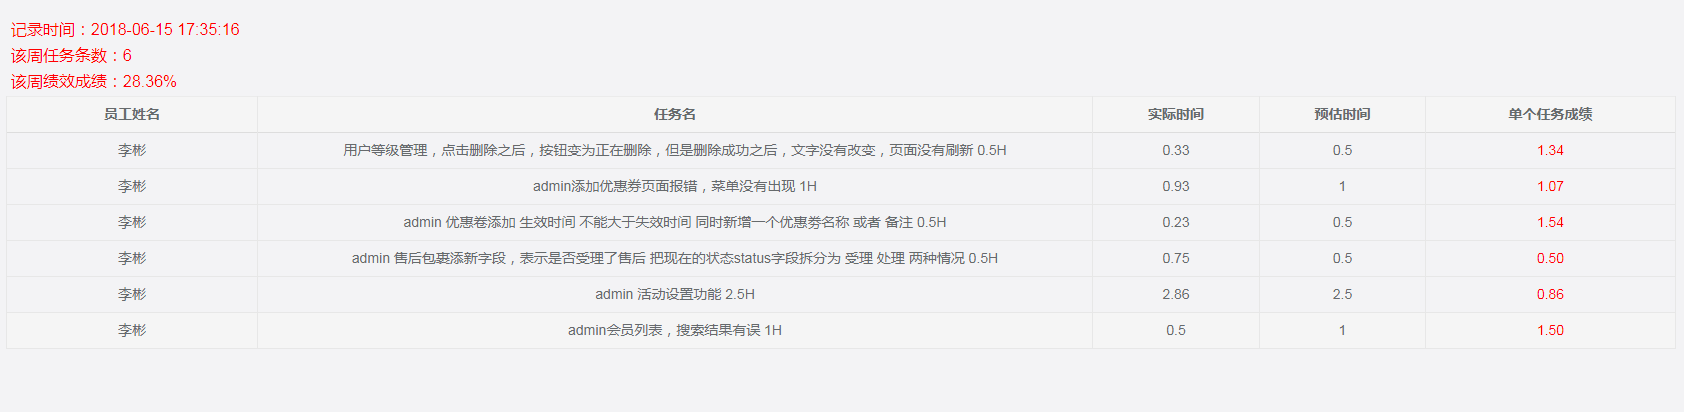 记录时间：2018-06-15 17:35:16
该周任务条数：6
该周绩效成绩：28.36%
员工姓名 任务名 实际时间 预估时间 单个任务成绩
李彬 用户等级管理，点击删除之后，按钮变为正在删除，但是删除成功之后，文字没有改变，页面没有刷新 0.5H 0.33 0.5 1.34
李彬 admin添加优惠券页面报错，菜单没有出现 1H 0.93 1 1.07
李彬 admin 优惠卷添加 生效时间 不能大于失效时间 同时新增一个优惠劵名称 或者 备注 0.5H 0.23 0.5 1.54
李彬 admin 售后包裹添新字段，表示是否受理了售后 把现在的状态status字段拆分为 受理 处理 两种情况 0.5H 0.75 0.5 0.50
李彬 admin 活动设置功能 2.5H 2.86 2.5 0.86
李彬 admin会员列表，搜索结果有误 1H 0.5 1 1.50